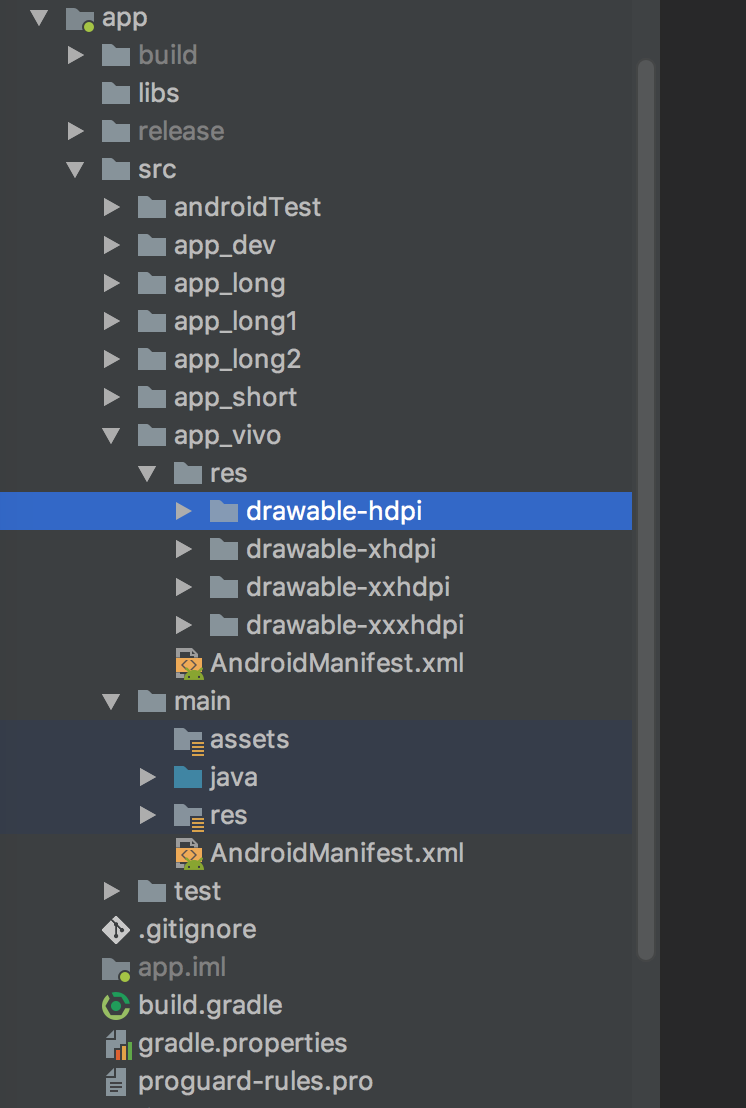 app
build
libs
release
src
androidTest
app_dev
app_long
app_long1
app_long2
app_short
app_vivo
res
drawable-hdpi
drawable-xhdpi
drawable-xxhdpi
drawable-xxxhdpi
AndroidManifest.xml
main
assets
java
res
AndroidManifest.xml
test
.gitignore
app.iml
build.gradle
gradle.properties
proguard-rules.pro